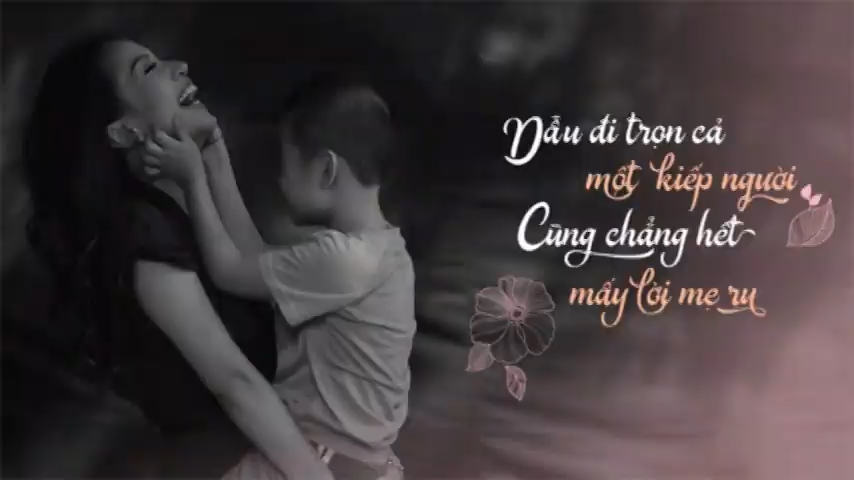 Dẫu đi trọn cả
một kiếp người
Cũng chẳng hết
mấy lời mẹ ru